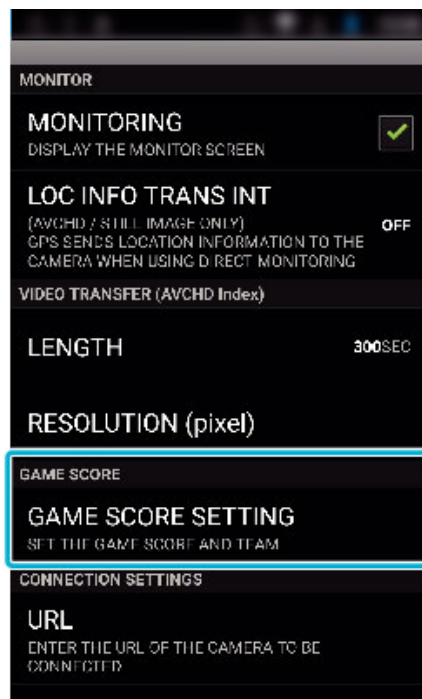 MONITOR
MONITORING
DISPLAY THE MONITOR SCREEN
LOC INFO TRANS INT
(AVCHD / STILL IMAGE ONLY)
OFF
GPS SENDS LOCATION INFORMATION TO THE
CAMERA WHEN USING DIRECT MONITORING
VIDEO TRANSFER (AVCHD Index)
LENGTH
300SEC
RESOLUTION (pixel)
GAME SCORE
GAME SCORE SETTING
SET THE GAME SCORE AND TEAM
CONNECTION SETTINGS
URL
ENTER THE URL OF THE CAMERA TO BE
CONNECTED